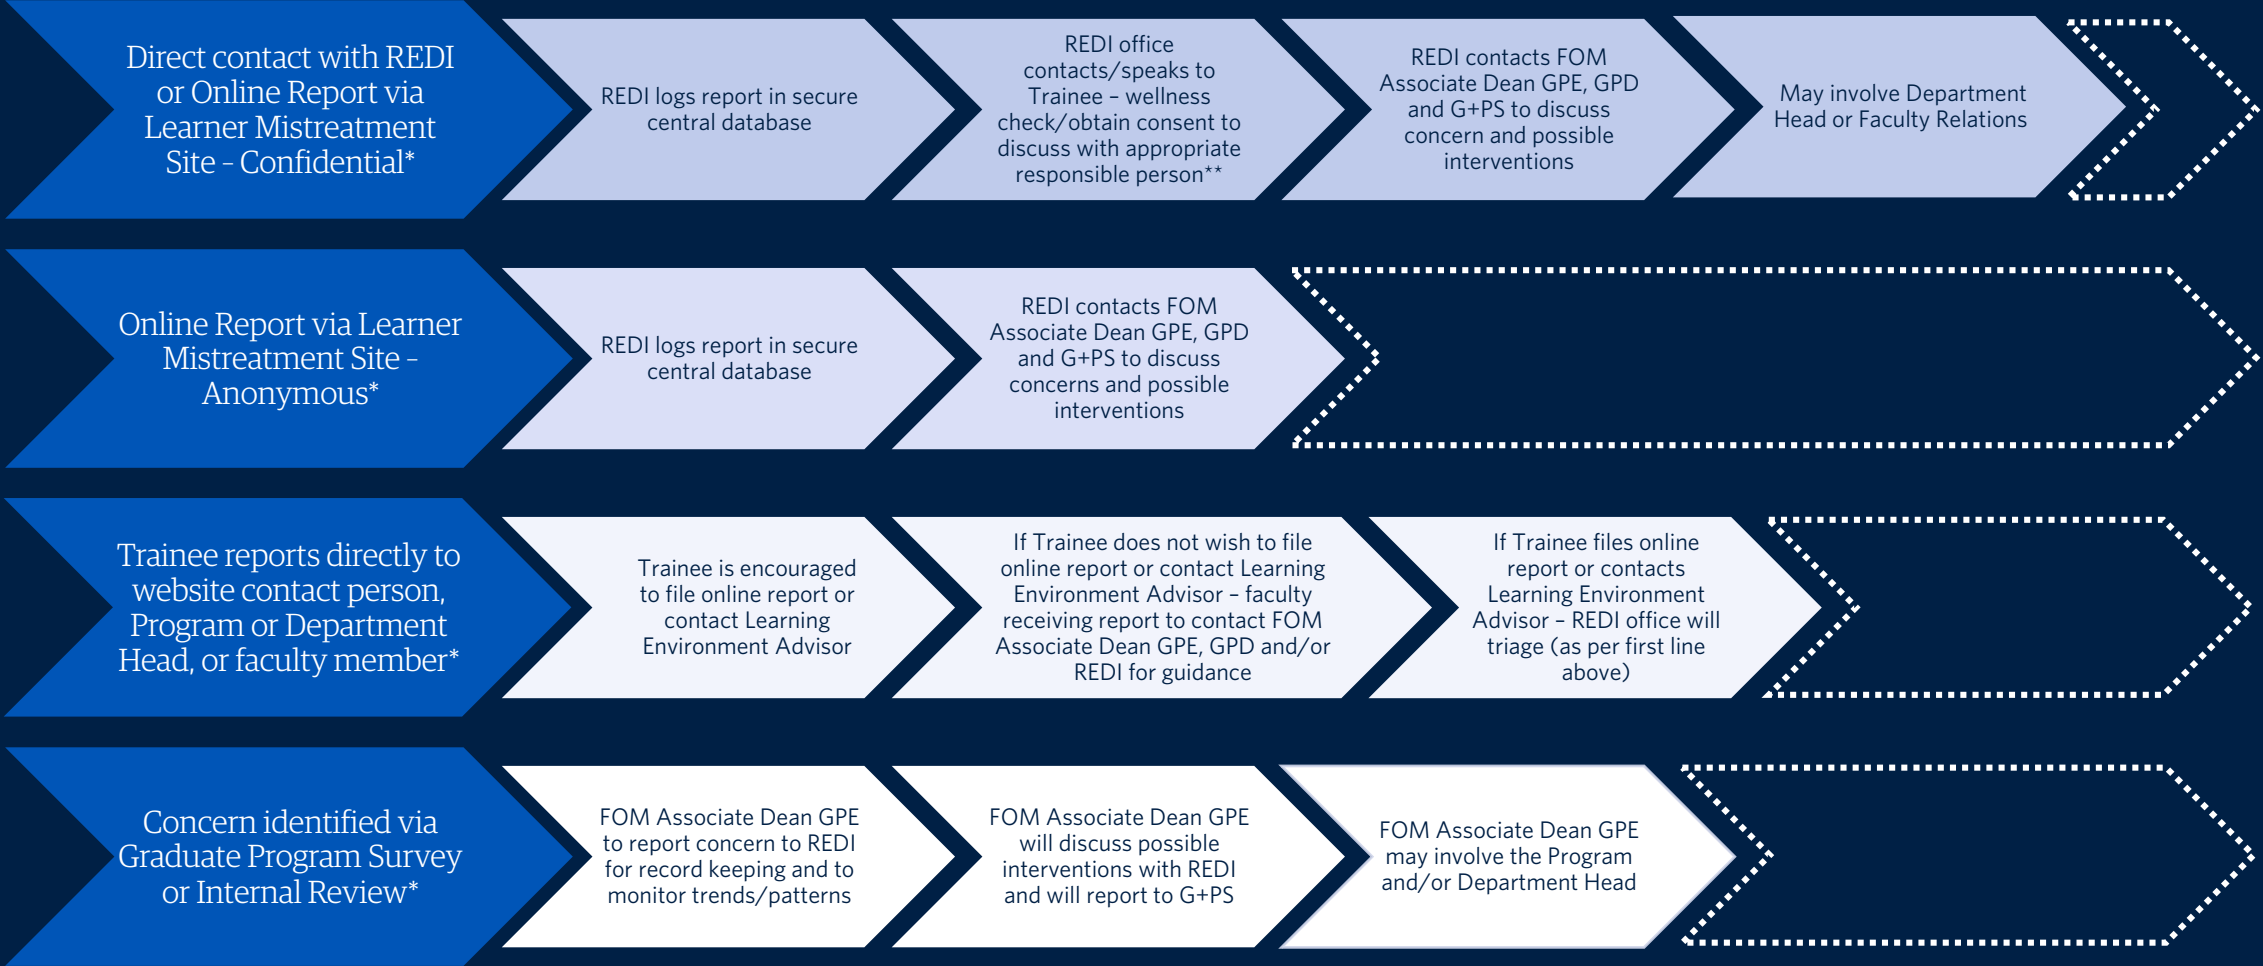 Direct contact with REDI
or Online Report via
Learner Mistreatment
Site – Confidential*
REDI logs report in secure
central database
REDI office
contacts/speaks to
Trainee – wellness
check/obtain consent to
discuss with appropriate
responsible person**
REDI contacts FOM
Associate Dean GPE, GPD
and G+PS to discuss
concern and possible
interventions
May involve Department
Head or Faculty Relations
Online Report via Learner
Mistreatment Site –
Anonymous*
REDI logs report in secure
central database
REDI contacts FOM
Associate Dean GPE, GPD
and G+PS to discuss
concerns and possible
interventions
Trainee reports directly to
website contact person,
Program or Department
Head, or faculty member*
Trainee is encouraged
to file online report or
contact Learning
Environment Advisor
If Trainee does not wish to file
online report or contact Learning
Environment Advisor – faculty
receiving report to contact FOM
Associate Dean GPE, GPD and/or
REDI for guidance
If Trainee files online
report or contacts
Learning Environment
Advisor – REDI office will
triage (as per first line
above)
Concern identified via
Graduate Program Survey
or Internal Review*
FOM Associate Dean GPE
to report concern to REDI
for record keeping and to
monitor trends/patterns
FOM Associate Dean GPE
will discuss possible
interventions with REDI
and will report to G+PS
FOM Associate Dean GPE
may involve the Program
and/or Department Head